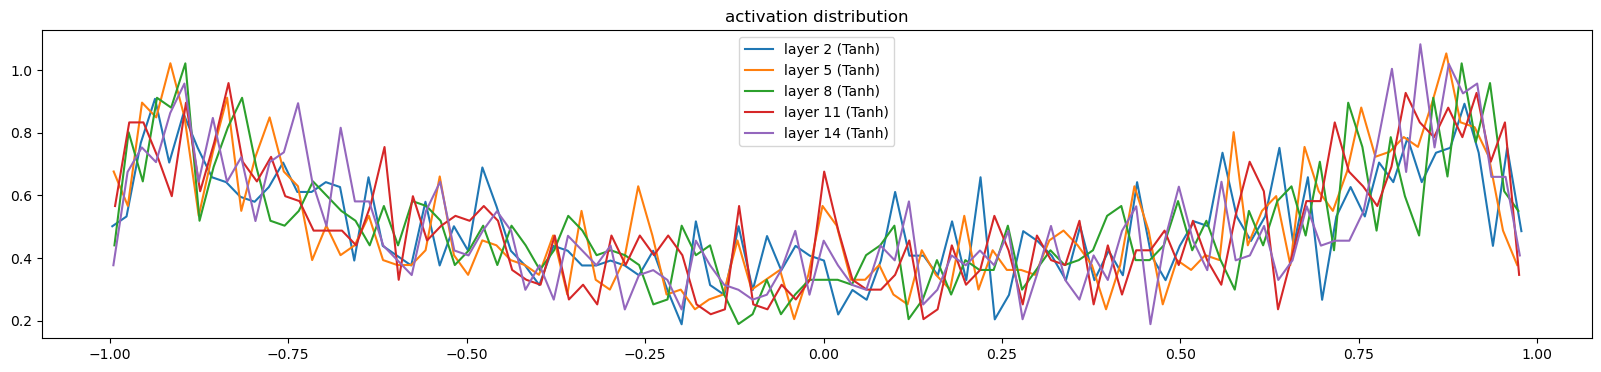 activation distribution
layer 2 (Tanh)
layer 5 (Tanh)
layer 8 (Tanh)
layer 11 (Tanh)
layer 14 (Tanh)
1.0
0.8
0.6
0.4
0.2
−1.00 −0.75 −0.50 −0.25 0.00 0.25 0.50 0.75 1.00